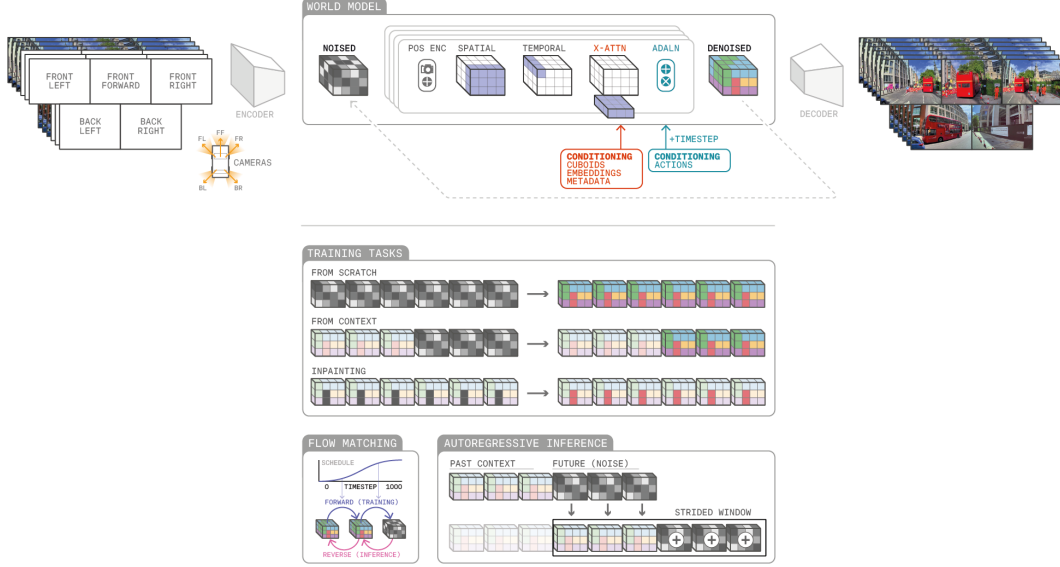 WORLD MODEL
NOISED
POS ENC
SPATIAL
TEMPORAL
X-ATTN
ADALN
DENOISED
FRONT LEFT
FRONT FORWARD
FRONT RIGHT
BACK LEFT
BACK RIGHT
ENCODER
DECODER
FL
FF
FR
CAMERAS
BL
BR
+TIMESTEP
CONDITIONING
CUBOIDS
EMBEDDINGS
METADATA
CONDITIONING
ACTIONS
TRAINING TASKS
FROM SCRATCH
FROM CONTEXT
INPAINTING
FLOW MATCHING
SCHEDULE
0 TIMESTEP 1000
FORWARD (TRAINING)
REVERSE (INFERENCE)
AUTOREGRESSIVE INFERENCE
PAST CONTEXT
FUTURE (NOISE)
STRIDED WINDOW